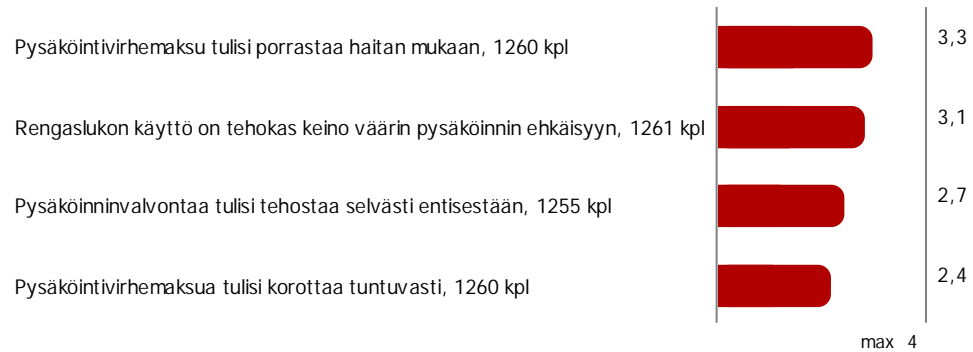 Pysäköintivirhemaksu tulisi porrastaa haitan mukaan, 1260 kpl 3,3
Rengaslukon käyttö on tehokas keino väärin pysäköinnin ehkäisyyn, 1261 kpl 3,1
Pysäköinninvalvontaa tulisi tehostaa selvästi entisestään, 1255 kpl 2,7
Pysäköintivirhemaksua tulisi korottaa tuntuvasti, 1260 kpl 2,4
max 4